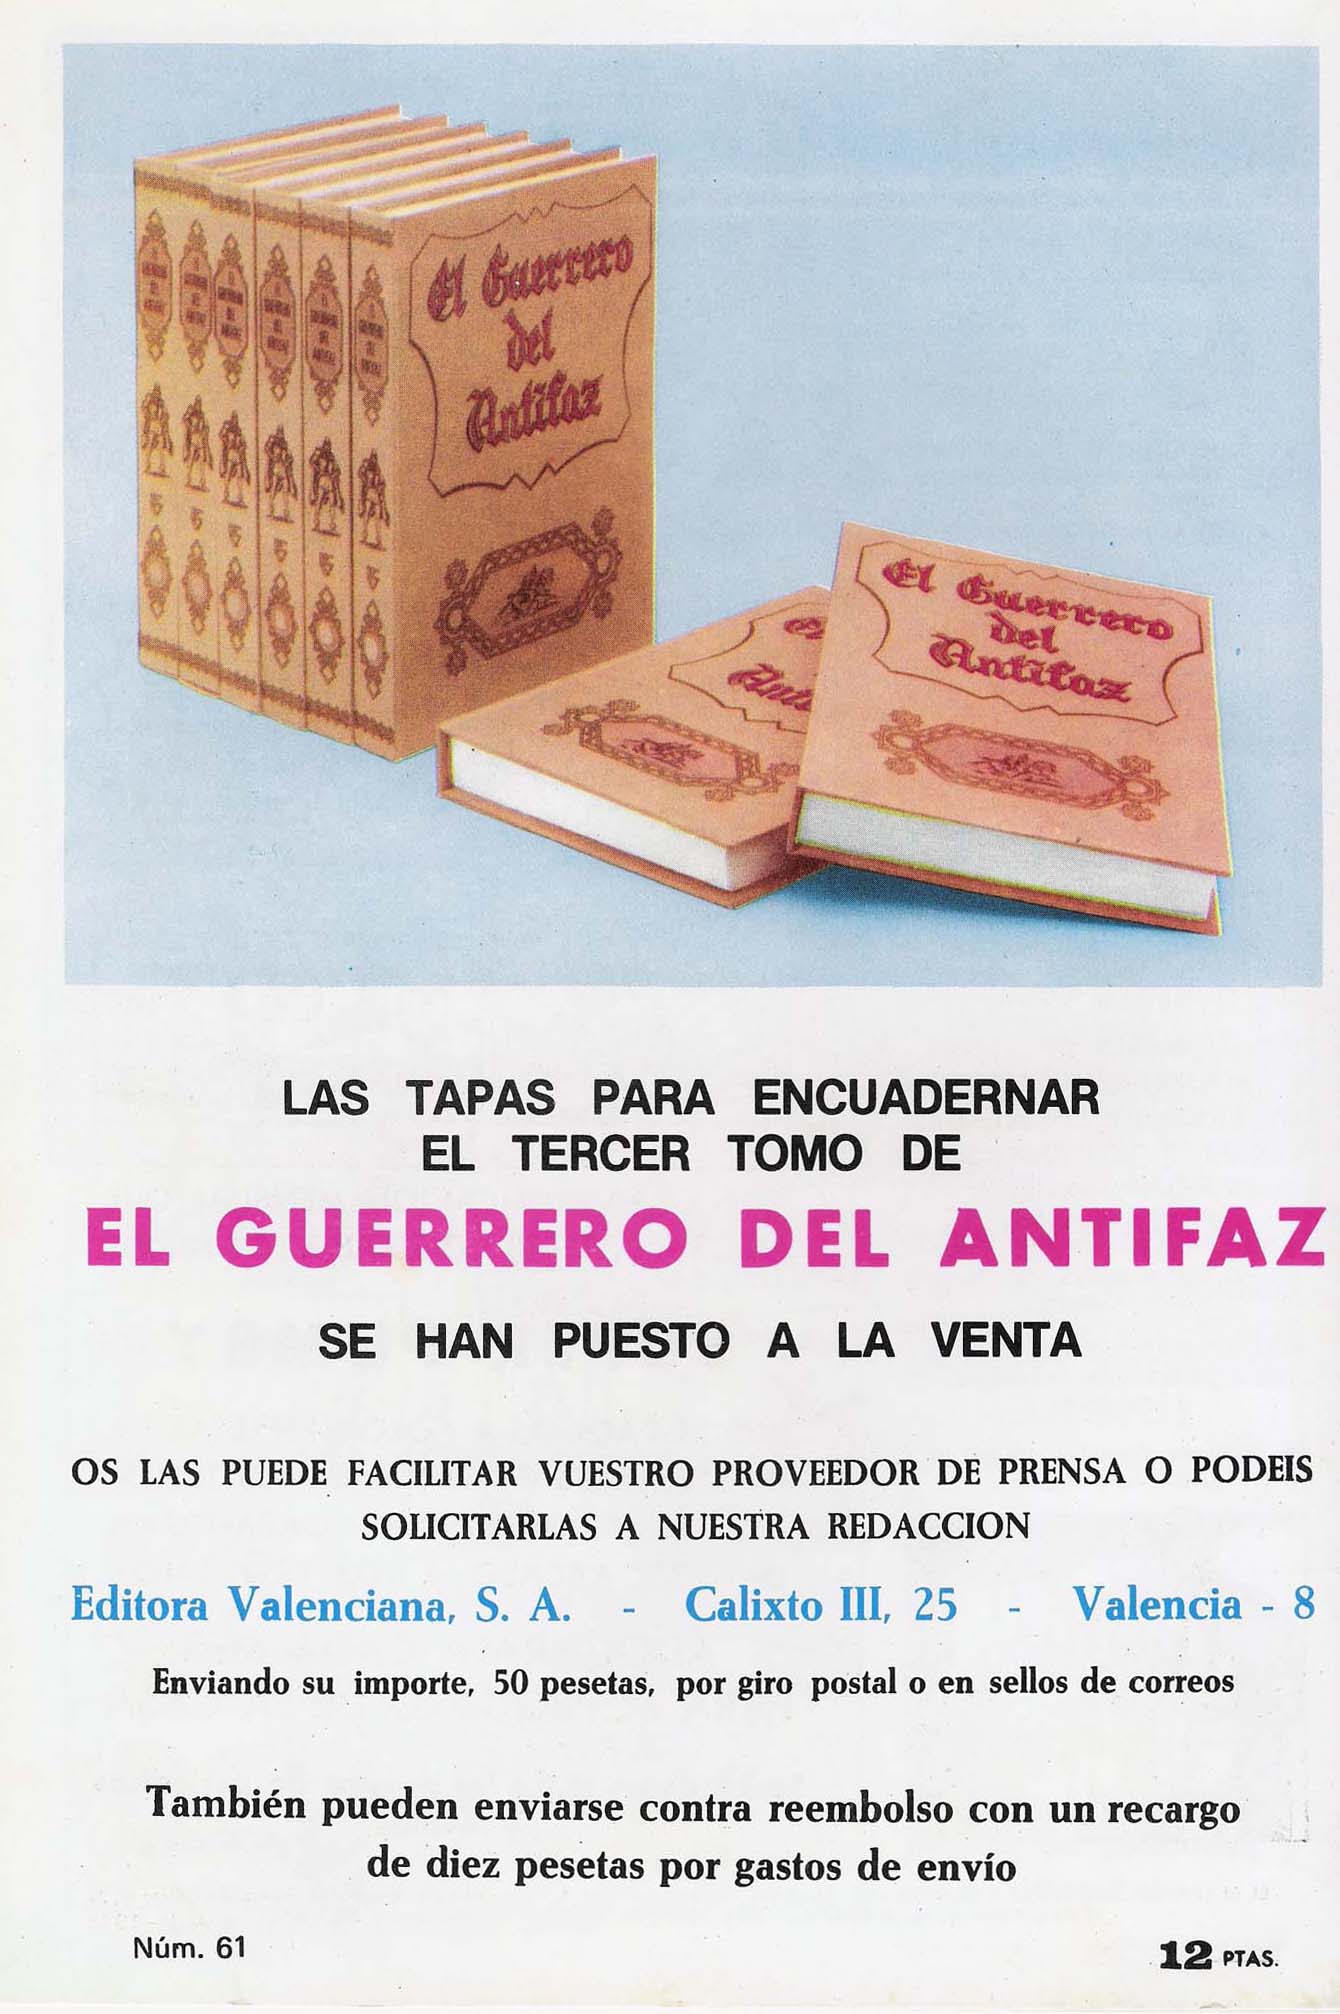 El Guerrero
del
Antifaz
El Guerrero
del
Antifaz
LAS TAPAS PARA ENCUADERNAR
EL TERCER TOMO DE
EL GUERRERO DEL ANTIFAZ
SE HAN PUESTO A LA VENTA
OS LAS PUEDE FACILITAR VUESTRO PROVEEDOR DE PRENSA O PODEIS
SOLICITARLAS A NUESTRA REDACCION
Editora Valenciana, S. A. - Calixto III, 25 - Valencia - 8
Enviando su importe, 50 pesetas, por giro postal o en sellos de correos
También pueden enviarse contra reembolso con un recargo
de diez pesetas por gastos de envío
Núm. 61
12 PTAS.